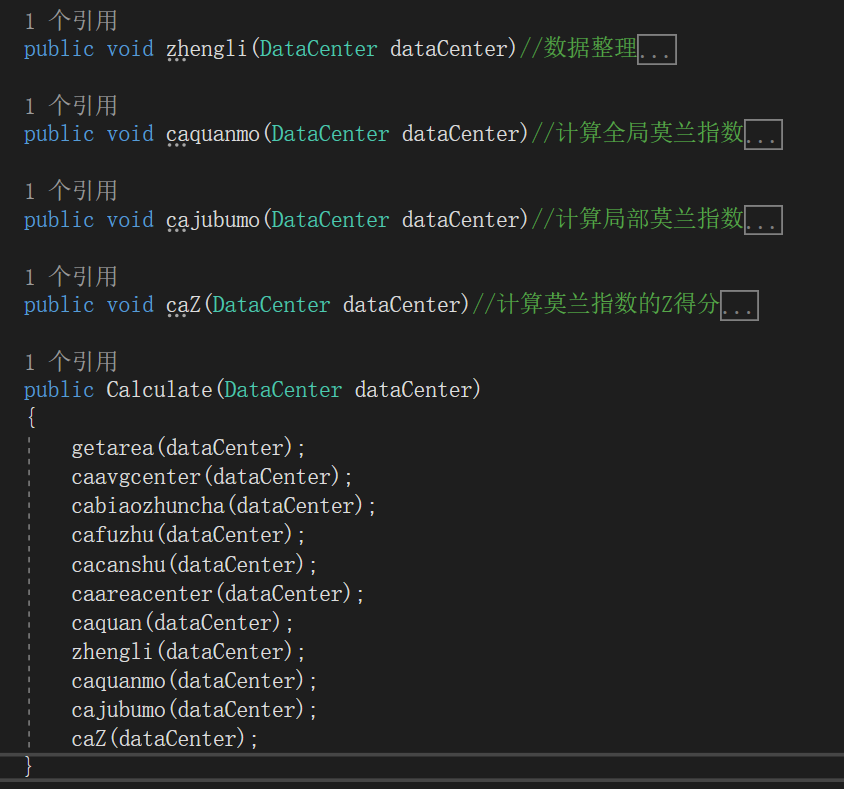 1 个引用
public void zhengli(DataCenter dataCenter)//数据整理...
1 个引用
public void caquanmo(DataCenter dataCenter)//计算全局莫兰指数...
1 个引用
public void cajubumo(DataCenter dataCenter)//计算局部莫兰指数...
1 个引用
public void caZ(DataCenter dataCenter)//计算莫兰指数的Z得分...
1 个引用
public Calculate(DataCenter dataCenter)
{
getarea(dataCenter);
caavgcenter(dataCenter);
cabiaozhuncha(dataCenter);
cafuzhu(dataCenter);
cacanshu(dataCenter);
caareacenter(dataCenter);
caquan(dataCenter);
zhengli(dataCenter);
caquanmo(dataCenter);
cajubumo(dataCenter);
caZ(dataCenter);
}